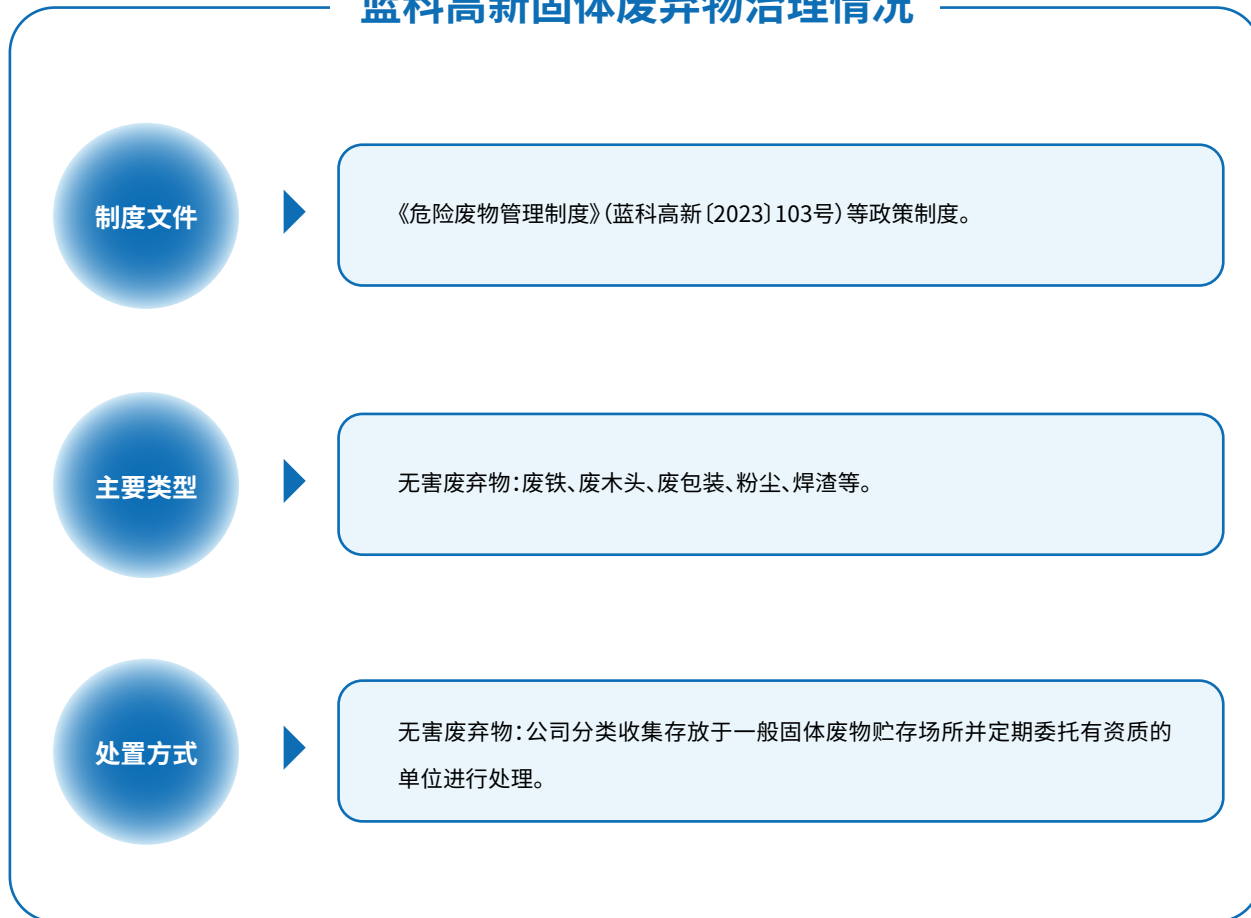 蓝科高新固体废弃物治理情况
制度文件
《危险废物管理制度》（蓝科高新〔2023〕103号）等政策制度。
主要类型
无害废弃物：废铁、废木头、废包装、粉尘、焊渣等。
处置方式
无害废弃物：公司分类收集存放于一般固体废物贮存场所并定期委托有资质的
单位进行处理。